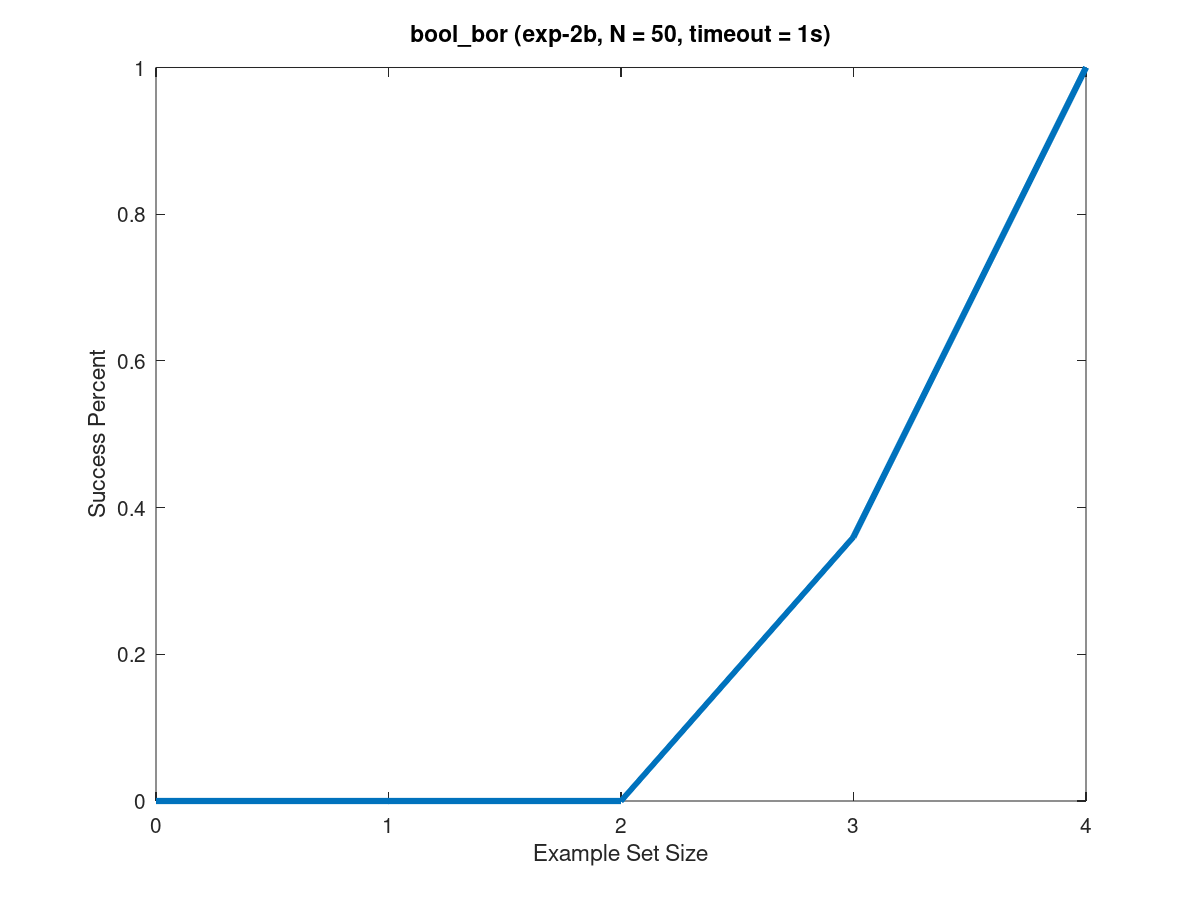 bool_bor (exp-2b, N = 50, timeout = 1s)
1
0.8
0.6
0.4
0.2
0
Success Percent
0 1 2 3 4
Example Set Size